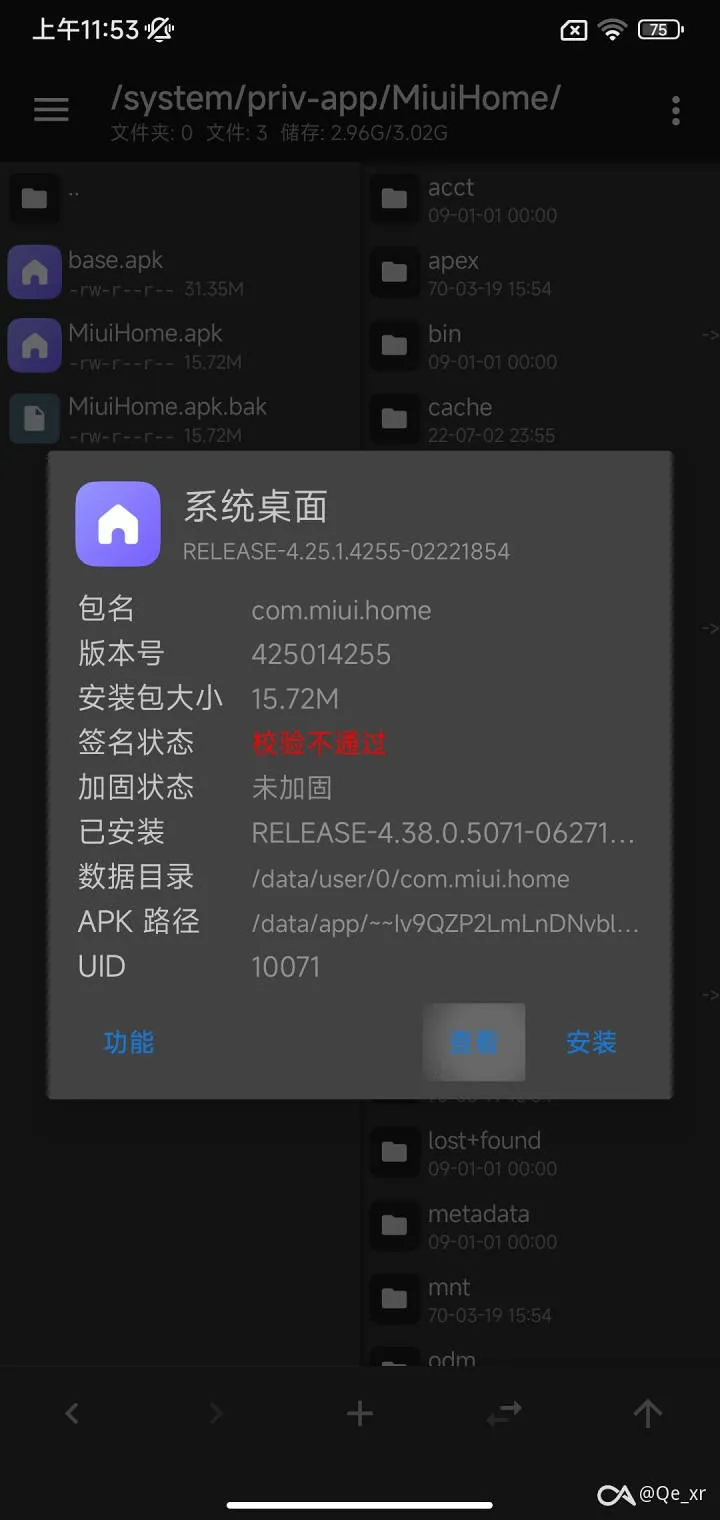 上午11:53
75
/system/priv-app/MiuiHome/
文件夹: 0 文件: 3 储存: 2.96G/3.02G
..
base.apk
-rw-r--r-- 31.35M
MiuiHome.apk
-rw-r--r-- 15.72M
MiuiHome.apk.bak
-rw-r--r-- 15.72M
acct
09-01-01 00:00
apex
70-03-19 15:54
bin
09-01-01 00:00
->
cache
22-07-02 23:55
系统桌面
RELEASE-4.25.1.4255-02221854
包名 com.miui.home
版本号 425014255
安装包大小 15.72M
签名状态 校验不通过
加固状态 未加固
已安装 RELEASE-4.38.0.5071-06271...
数据目录 /data/user/0/com.miui.home
APK 路径 /data/app/~~lv9QZP2LmLnDNvbl...
UID 10071
->
->
功能 查看 安装
lost+found
09-01-01 00:00
metadata
09-01-01 00:00
mnt
70-03-19 15:54
odm
@Qe_xr